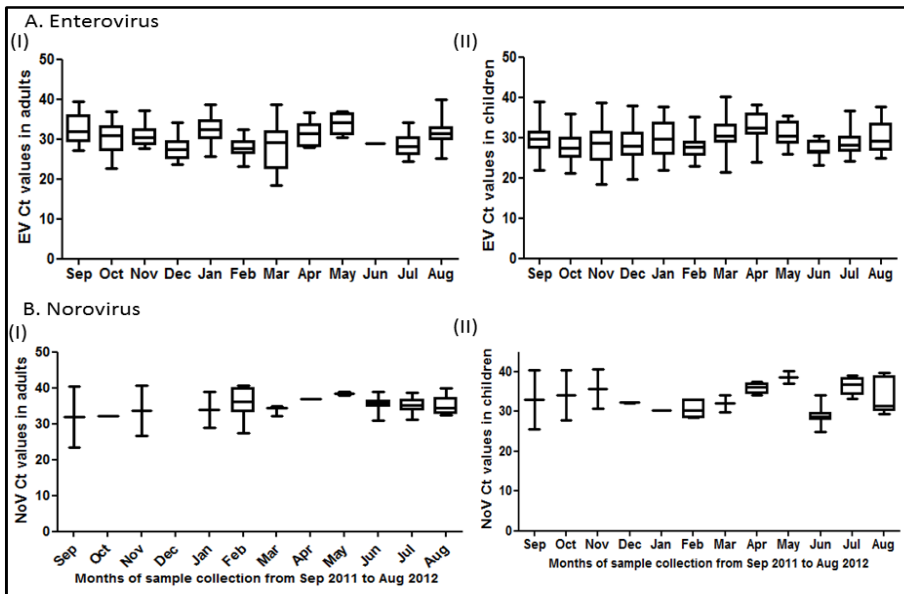 A. Enterovirus
(I)
EV Ct values in adults
50
40
30
20
10
0
Sep Oct Nov Dec Jan Feb Mar Apr May Jun Jul Aug
(II)
EV Ct values in children
50
40
30
20
10
0
Sep Oct Nov Dec Jan Feb Mar Apr May Jun Jul Aug
B. Norovirus
(I)
NoV Ct values in adults
50
40
30
20
10
0
Sep Oct Nov Dec Jan Feb Mar Apr May Jun Jul Aug
Months of sample collection from Sep 2011 to Aug 2012
(II)
NoV Ct values in children
40
30
20
10
0
Sep Oct Nov Dec Jan Feb Mar Apr May Jun Jul Aug
Months of sample collection from Sep 2011 to Aug 2012